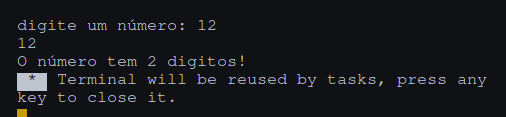 digite um número: 12
12
O número tem 2 digitos!
* Terminal will be reused by tasks, press any
key to close it.